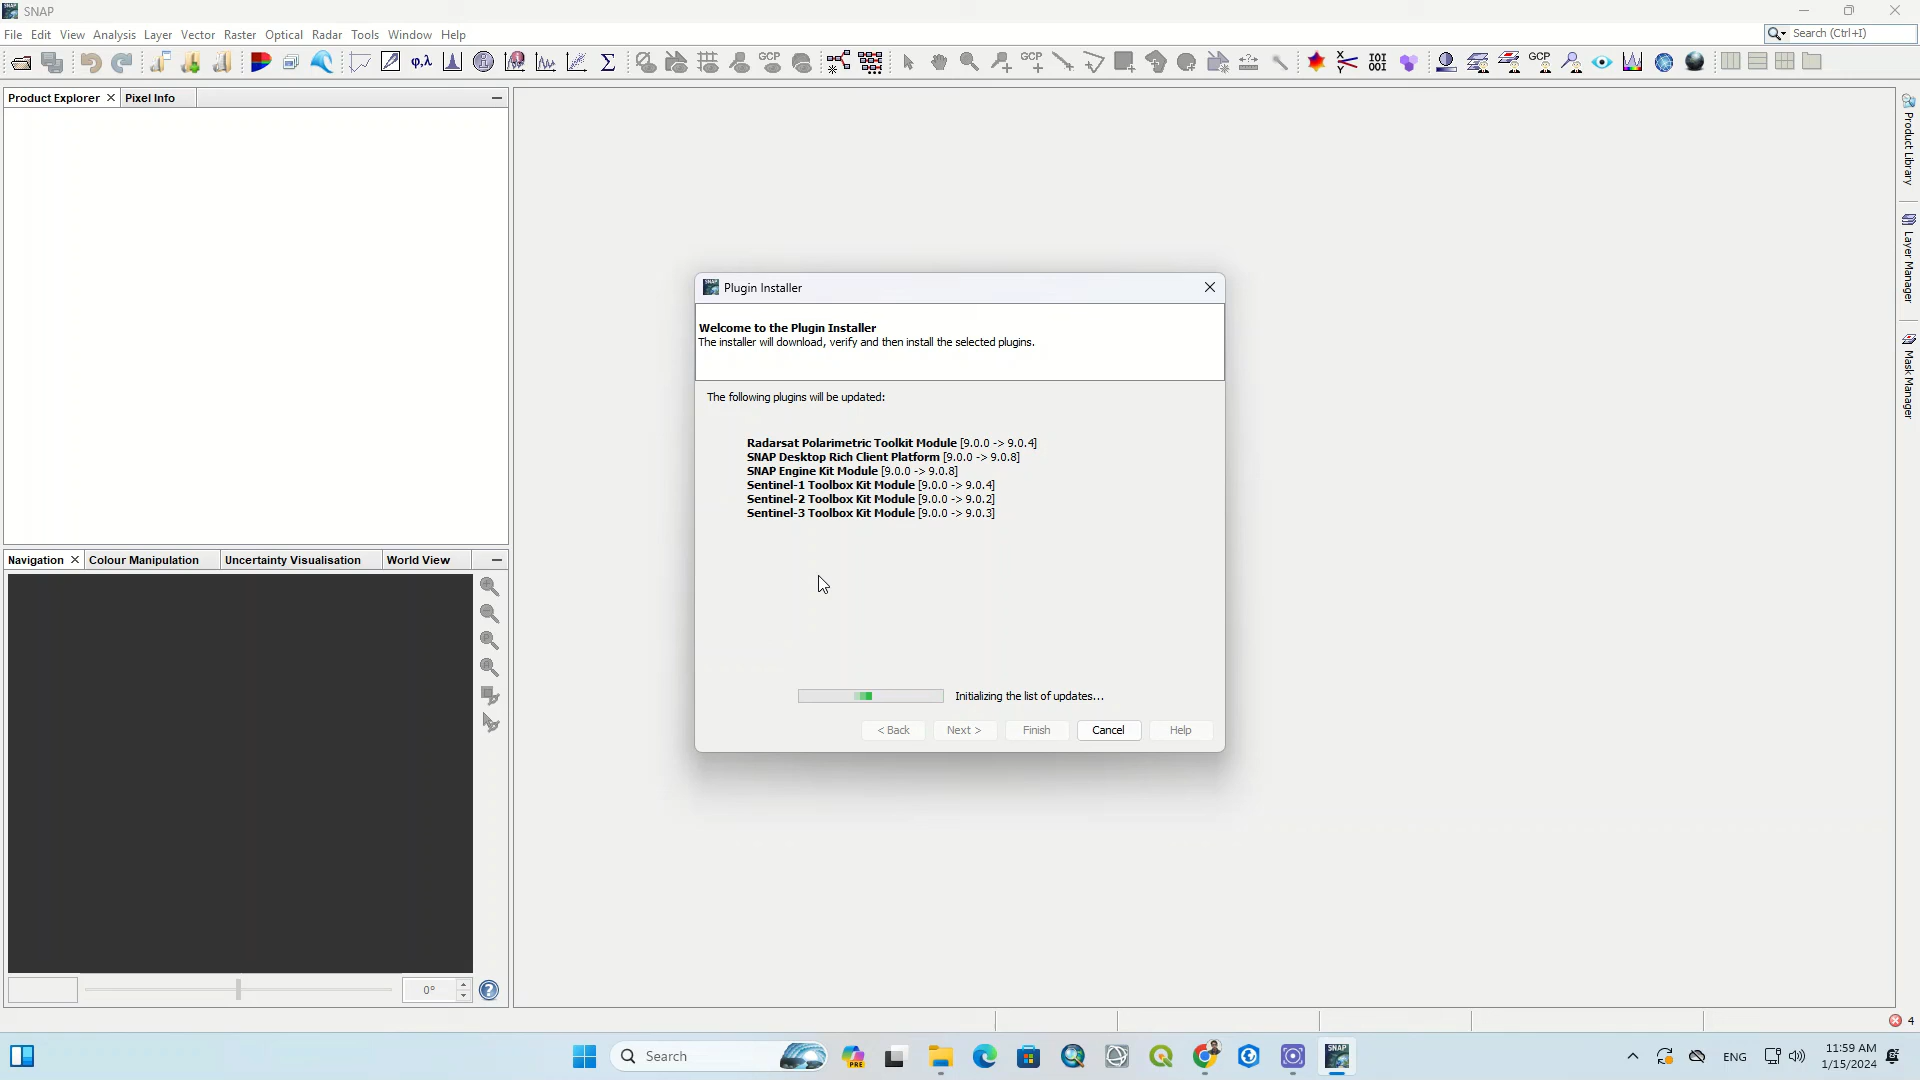 SNAP
File Edit View Analysis Layer Vector Raster Optical Radar Tools Window Help
Search (Ctrl+I)
φ,λ GCP GCP GCP
Product Explorer Pixel Info
Product Library
Layer Manager
Mask Manager
Plugin Installer
Welcome to the Plugin Installer
The installer will download, verify and then install the selected plugins.
The following plugins will be updated:
Radarsat Polarimetric Toolkit Module [9.0.0 -> 9.0.4]
SNAP Desktop Rich Client Platform [9.0.0 -> 9.0.8]
SNAP Engine Kit Module [9.0.0 -> 9.0.8]
Sentinel-1 Toolbox Kit Module [9.0.0 -> 9.0.4]
Sentinel-2 Toolbox Kit Module [9.0.0 -> 9.0.2]
Sentinel-3 Toolbox Kit Module [9.0.0 -> 9.0.3]
Initializing the list of updates...
< Back Next > Finish Cancel Help
Navigation Colour Manipulation Uncertainty Visualisation World View
0°
4
Search
PRE
SNAP
ENG
11:59 AM
1/15/2024